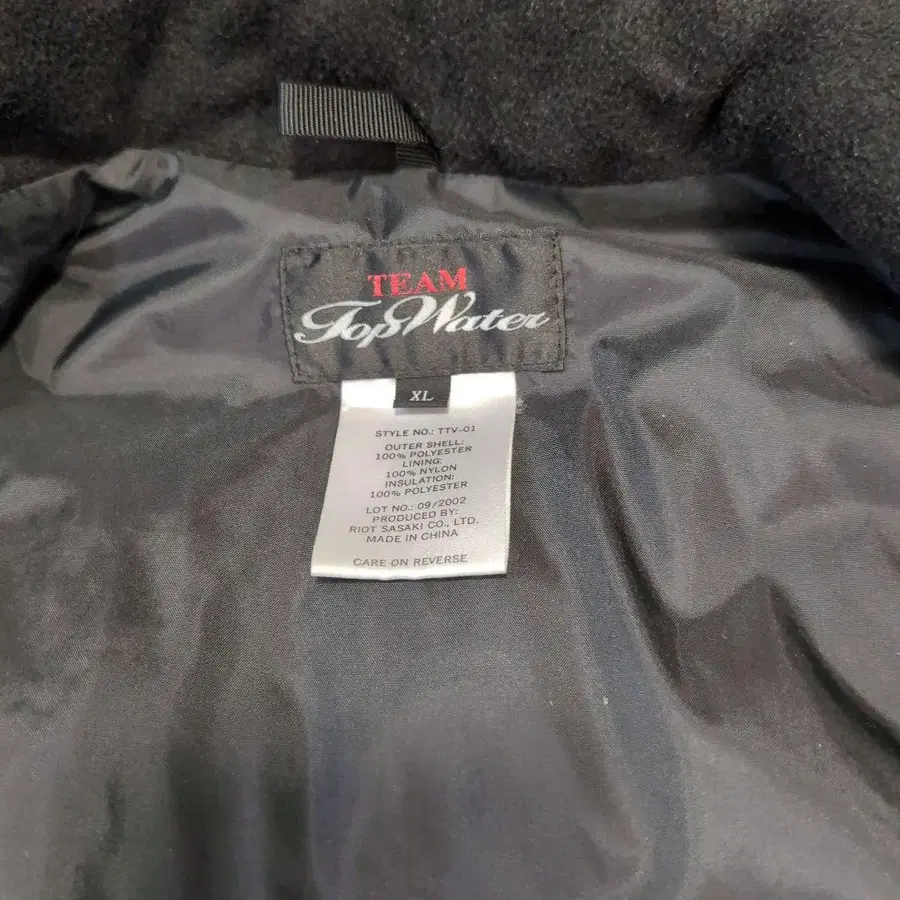 TEAM
TopWater
XL
STYLE NO.: TTV-01
OUTER SHELL:
100% POLYESTER
LINING:
100% NYLON
INSULATION:
100% POLYESTER
LOT NO.: 09/2002
PRODUCED BY:
RIOT SASAKI CO., LTD.
MADE IN CHINA
CARE ON REVERSE